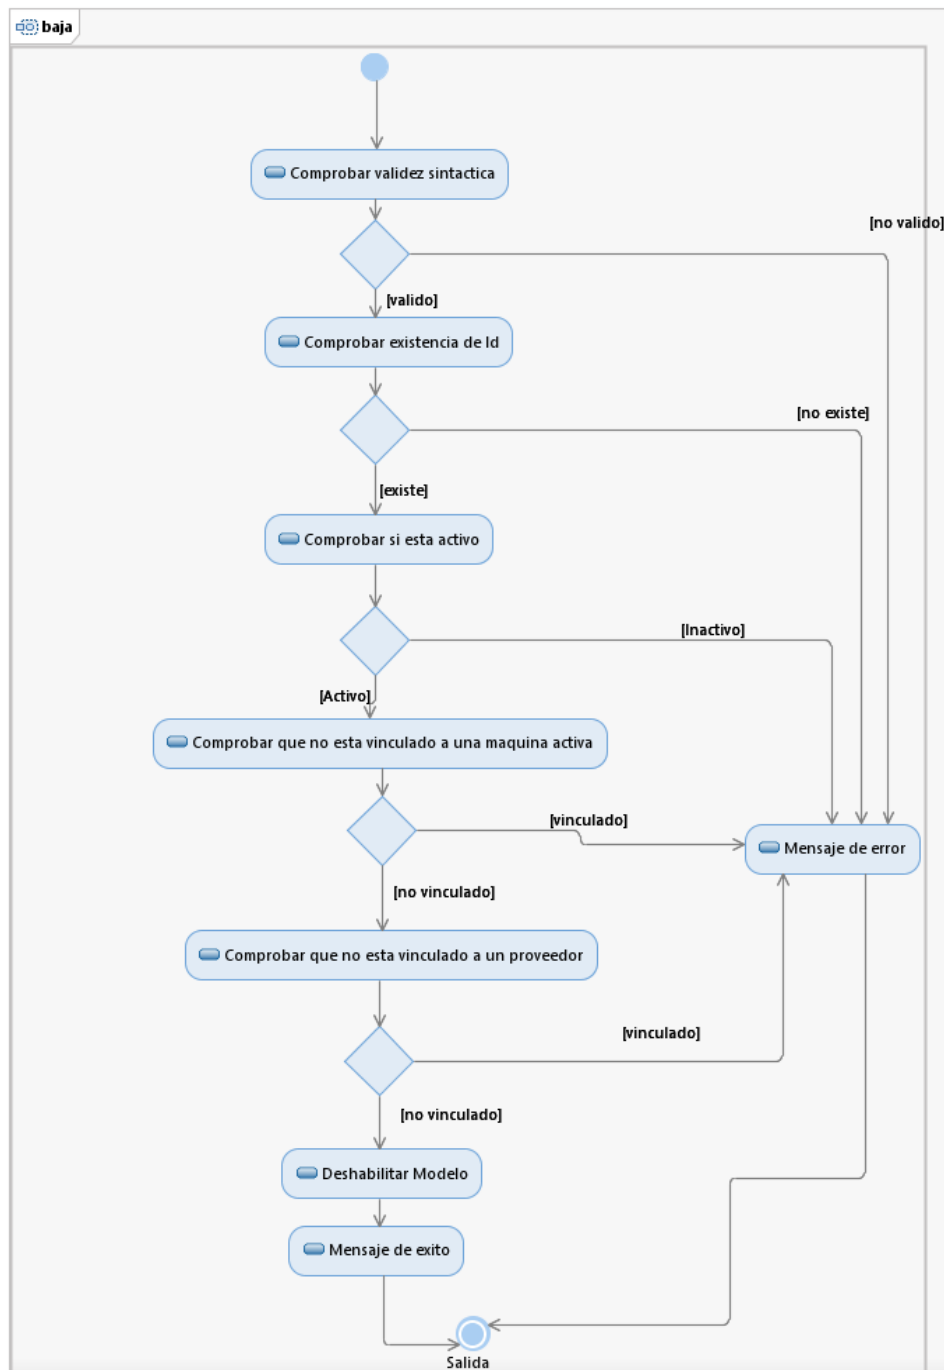 baja
Comprobar validez sintactica
[no valido]
[valido]
Comprobar existencia de Id
[no existe]
[existe]
Comprobar si esta activo
[Inactivo]
[Activo]
Comprobar que no esta vinculado a una maquina activa
[vinculado]
Mensaje de error
[no vinculado]
Comprobar que no esta vinculado a un proveedor
[vinculado]
[no vinculado]
Deshabilitar Modelo
Mensaje de exito
Salida